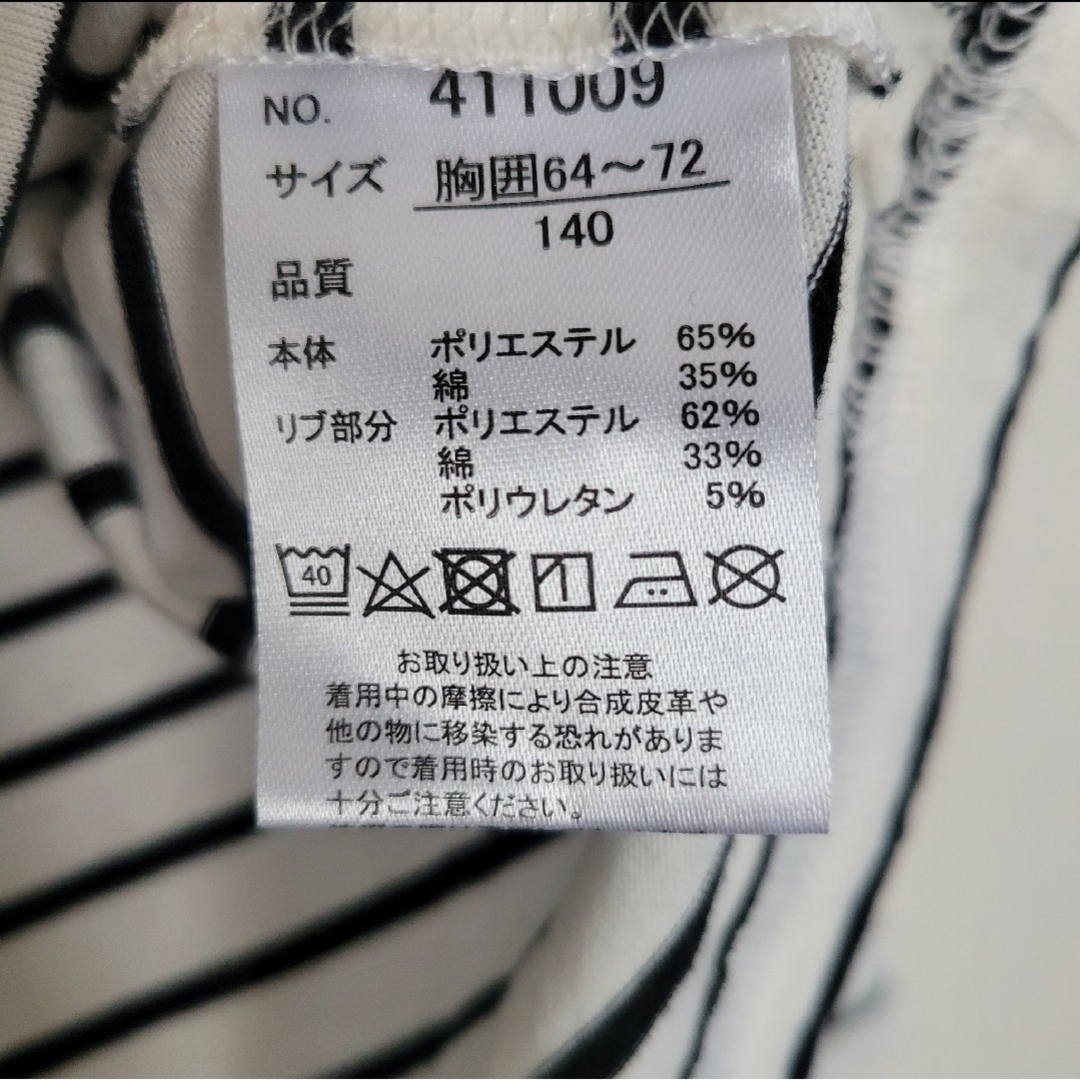 NO. 411009
サイズ 胸囲64～72
140
品質
本体 ポリエステル 65%
綿 35%
リブ部分 ポリエステル 62%
綿 33%
ポリウレタン 5%
40
お取り扱い上の注意
着用中の摩擦により合成皮革や
他の物に移染する恐れがありま
すので着用時のお取り扱いには
十分ご注意ください。